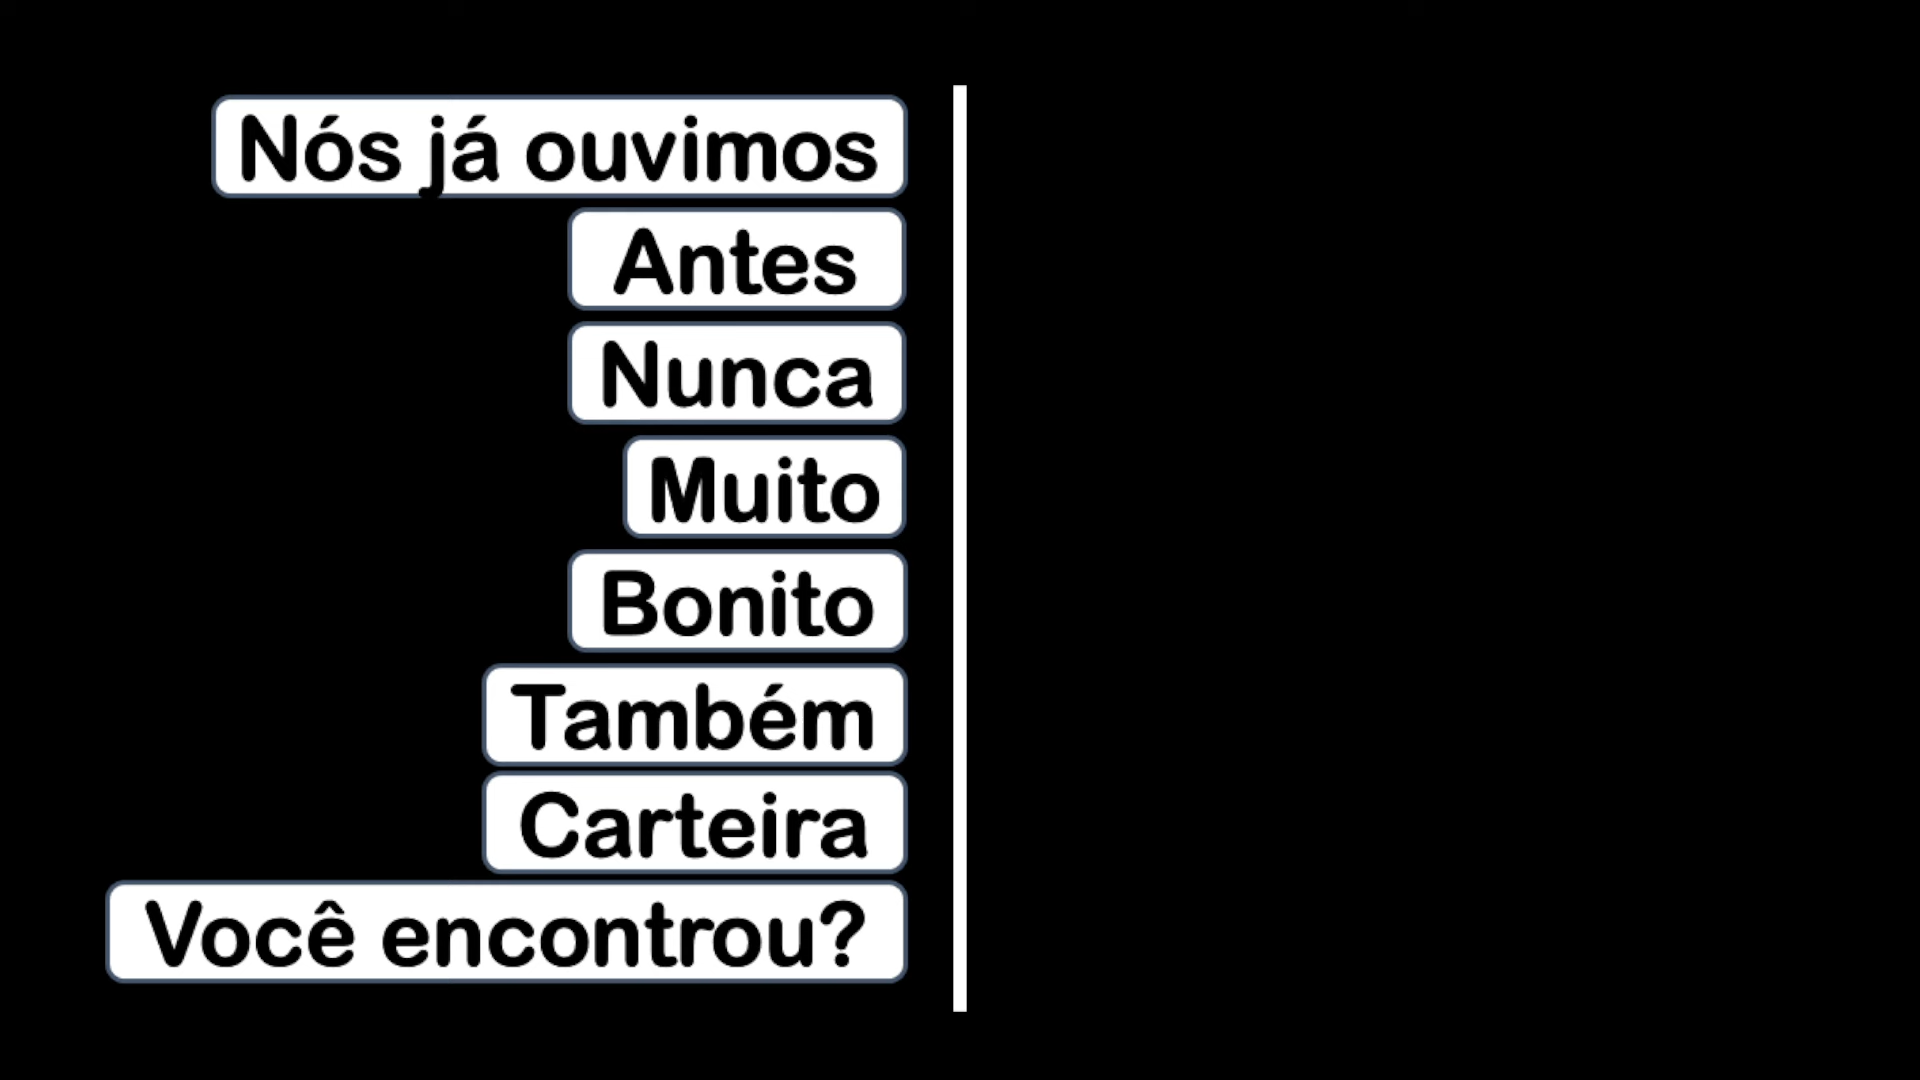 Nós já ouvimos
Antes
Nunca
Muito
Bonito
Também
Carteira
Você encontrou?